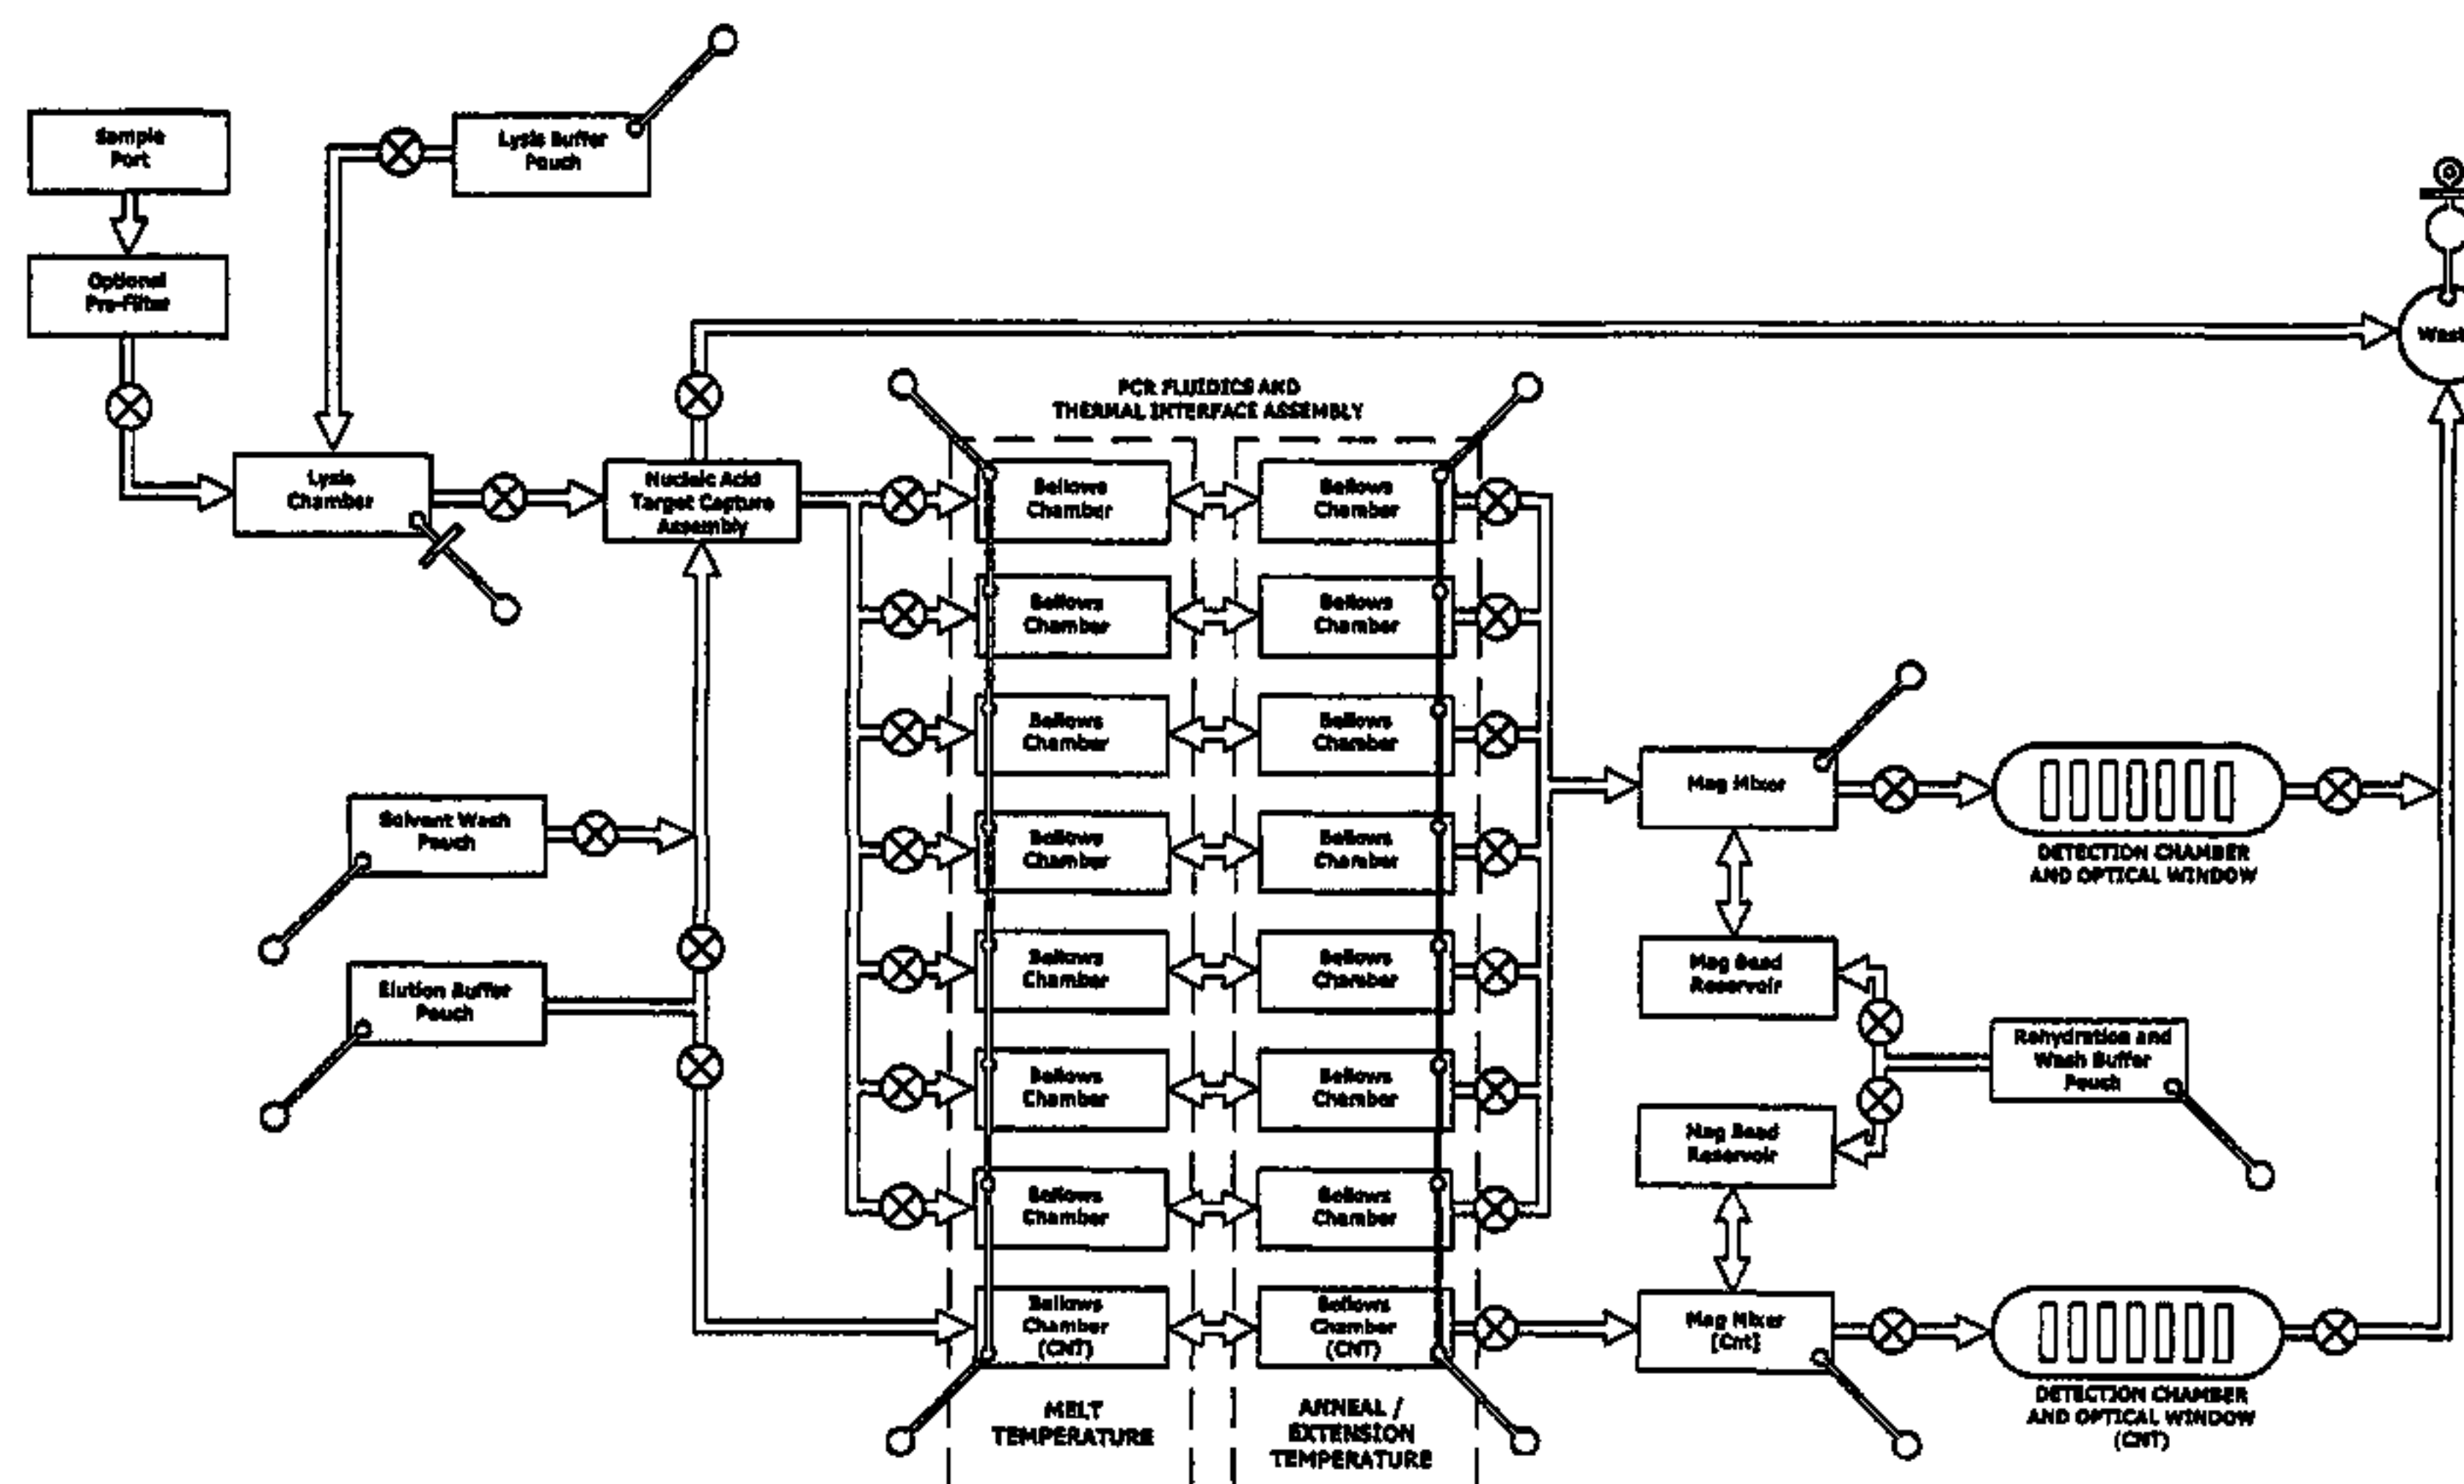 Sample
Port
Lysis Buffer
Pouch
Optional
Pre-Filter
Wast
PCR FLUIDICS AND
THERMAL INTERFACE ASSEMBLY
Lysis
Chamber
Nucleic Acid
Target Capture
Assembly
Bellows
Chamber
Bellows
Chamber
Bellows
Chamber
Bellows
Chamber
Bellows
Chamber
Bellows
Chamber
Mag Mixer
Solvent Wash
Pouch
Bellows
Chamber
Bellows
Chamber
DETECTION CHAMBER
AND OPTICAL WINDOW
Elution Buffer
Pouch
Bellows
Chamber
Bellows
Chamber
Mag Bead
Reservoir
Rehydration and
Wash Buffer
Pouch
Bellows
Chamber
Bellows
Chamber
Mag Bead
Reservoir
Bellows
Chamber
Bellows
Chamber
Bellows
Chamber
(CNT)
Bellows
Chamber
(CNT)
Mag Mixer
[Cnt]
MELT
TEMPERATURE
ANNEAL /
EXTENSION
TEMPERATURE
DETECTION CHAMBER
AND OPTICAL WINDOW
(CNT)